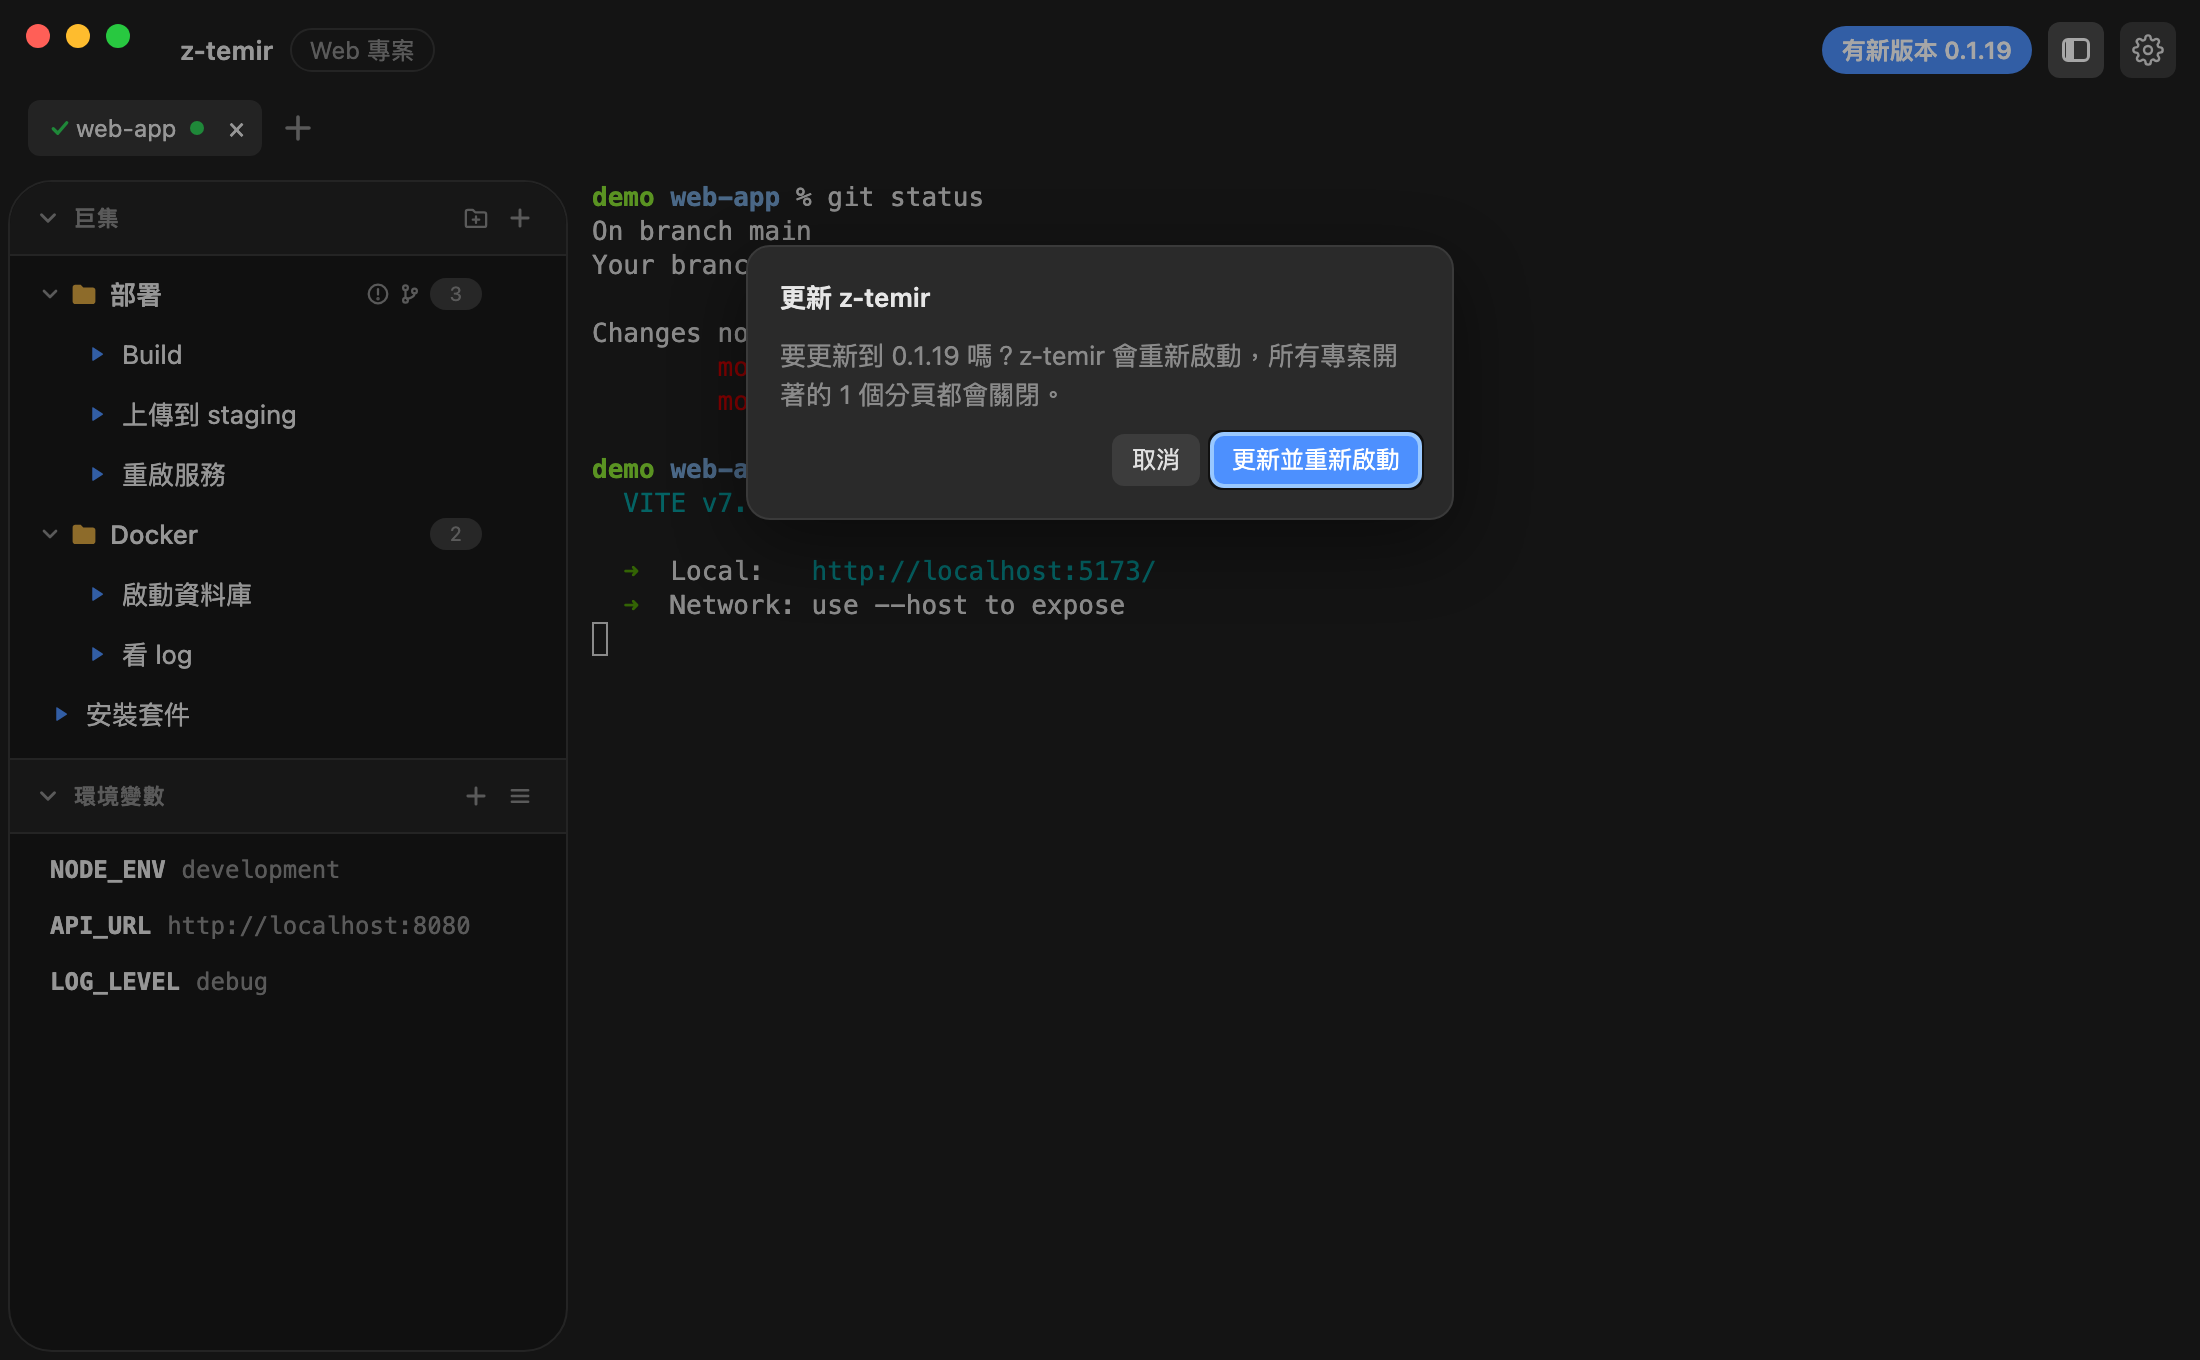 z-temir
Web 專案
有新版本 0.1.19
web-app
巨集
部署
3
Build
上傳到 staging
重啟服務
Docker
2
啟動資料庫
看 log
安裝套件
環境變數
NODE_ENV development
API_URL http://localhost:8080
LOG_LEVEL debug
demo web-app % git status
On branch main
Your branc
Changes no
mo
mo
demo web-a
VITE v7.
➜ Local: http://localhost:5173/
➜ Network: use --host to expose
更新 z-temir
要更新到 0.1.19 嗎？z-temir 會重新啟動，所有專案開
著的 1 個分頁都會關閉。
取消
更新並重新啟動